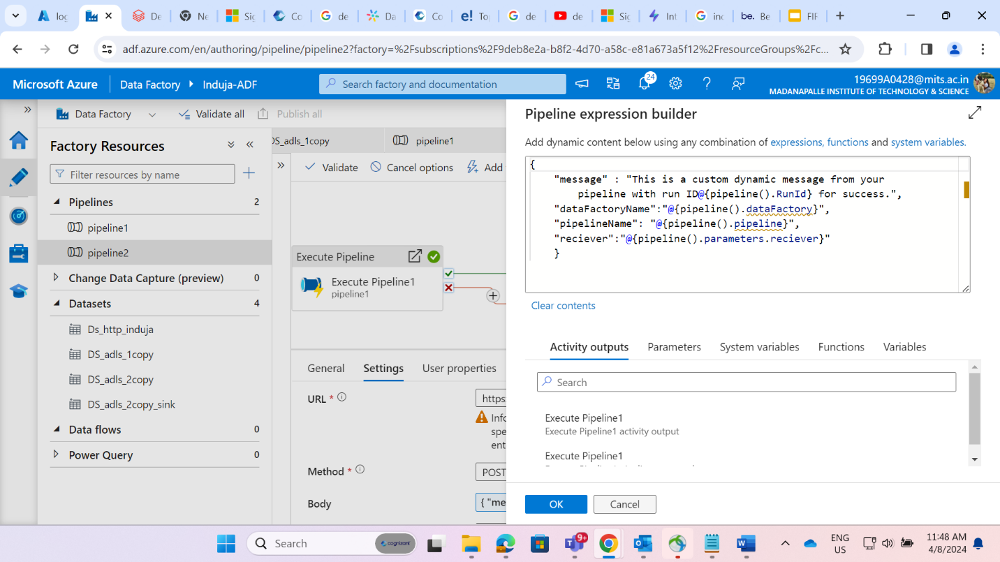 log
De
Ne
Sig
Co
de
Da
Co
e! Top
de
de
Sig
Int
inc
be. Be
FIF
adf.azure.com/en/authoring/pipeline/pipeline2?factory=%2Fsubscriptions%2F9deb8e2a-b8f2-4d70-a58c-e81a673a5f12%2FresourceGroups%2Fc...
Microsoft Azure
Data Factory
Induja-ADF
Search factory and documentation
24
19699A0428@mits.ac.in
MADANAPALLE INSTITUTE OF TECHNOLOGY & SCIENCE
Data Factory
Validate all
Publish all
Factory Resources
Filter resources by name
Pipelines 2
pipeline1
pipeline2
Change Data Capture (preview) 0
Datasets 4
Ds_http_induja
DS_adls_1copy
DS_adls_2copy
DS_adls_2copy_sink
Data flows 0
Power Query 0
DS_adls_1copy
pipeline1
Validate
Cancel options
Add
Execute Pipeline
Execute Pipeline1
pipeline1
General
Settings
User properties
URL *
https:
Info
spe
ent
Method *
POST
Body
{ "me
Pipeline expression builder
Add dynamic content below using any combination of expressions, functions and system variables.
{
"message" : "This is a custom dynamic message from your
pipeline with run ID@{pipeline().RunId} for success.",
"dataFactoryName":"@{pipeline().dataFactory}",
"pipelineName": "@{pipeline().pipeline}",
"reciever":"@{pipeline().parameters.reciever}"
}
Clear contents
Activity outputs
Parameters
System variables
Functions
Variables
Search
Execute Pipeline1
Execute Pipeline1 activity output
Execute Pipeline1
OK
Cancel
Search
cognizant
9+
ENG
US
11:48 AM
4/8/2024